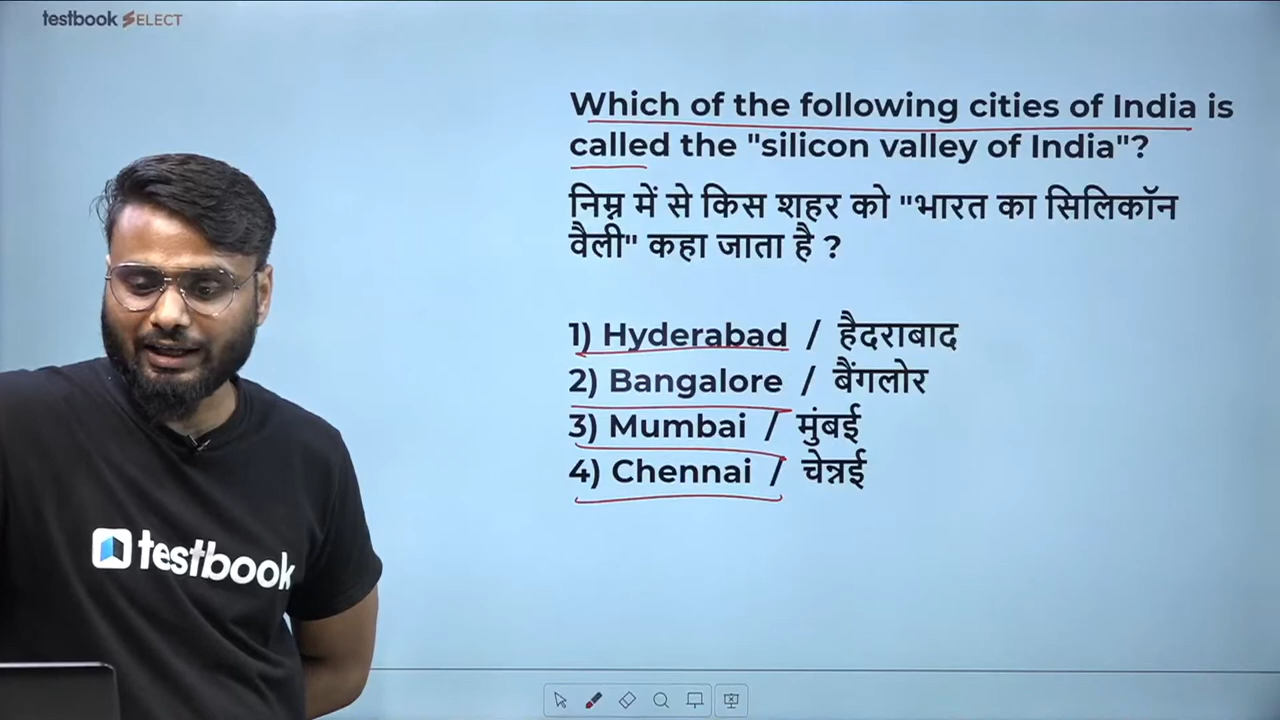 testbook SELECT
Which of the following cities of India is
called the "silicon valley of India"?
निम्न में से किस शहर को "भारत का सिलिकॉन
वैली" कहा जाता है ?
1) Hyderabad / हैदराबाद
2) Bangalore / बैंगलोर
3) Mumbai / मुंबई
4) Chennai / चेन्नई
testbook